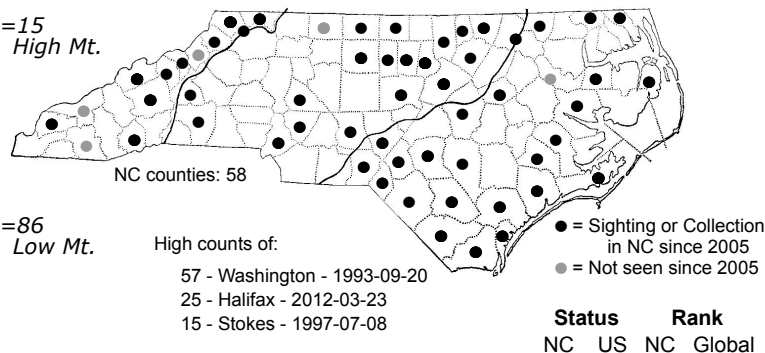 =15
High Mt.
NC counties: 58
=86
Low Mt.
High counts of:
57 - Washington - 1993-09-20
25 - Halifax - 2012-03-23
15 - Stokes - 1997-07-08
= Sighting or Collection
in NC since 2005
= Not seen since 2005
Status Rank
NC US NC Global